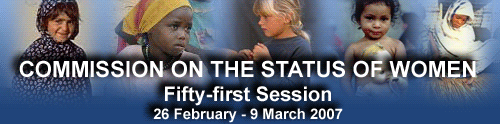 COMMISSION ON THE STATUS OF WOMEN
Fifty-first Session
26 February - 9 March 2007